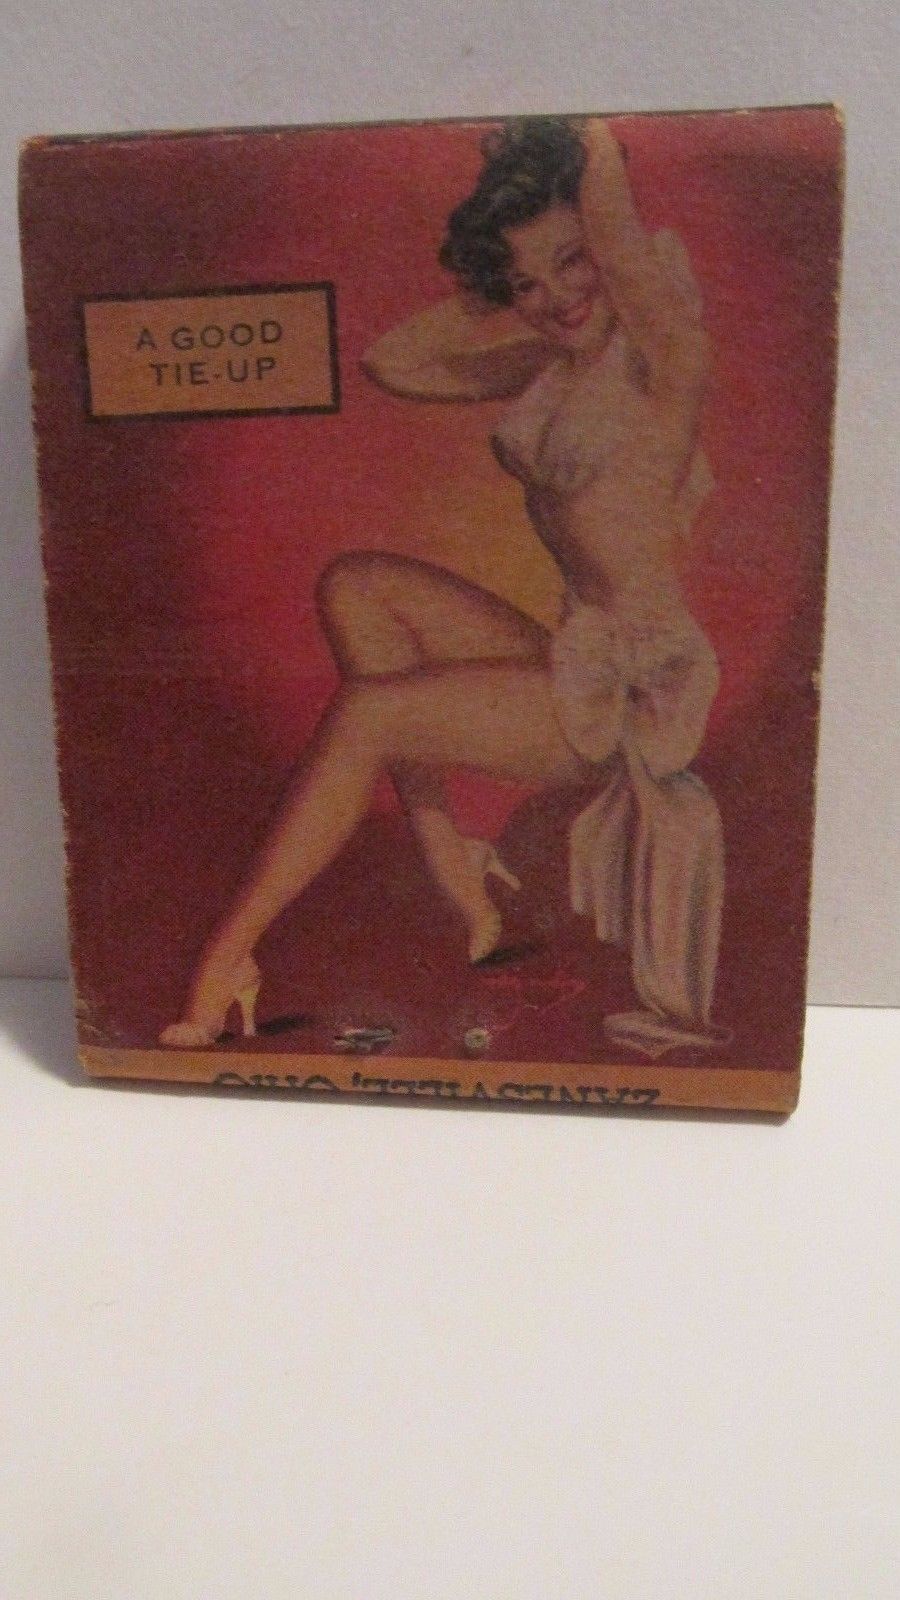 A GOOD
TIE-UP
ZANESVILLE, OHIO